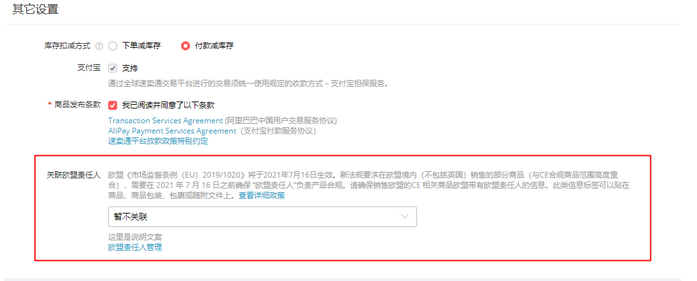 其它设置
库存扣减方式 ? 下单减库存 付款减库存
支付宝 支持
通过全球速卖通交易平台进行的交易须统一使用规定的收款方式 - 支付宝担保服务。
* 商品发布条款 我已阅读并同意了以下条款
Transaction Services Agreement (阿里巴巴中国用户交易服务协议)
AliPay Payment Services Agreement (支付宝付款服务协议)
速卖通平台放款政策特别约定
关联欧盟责任人 欧盟《市场监督条例（EU）2019/1020》将于2021年7月16日生效。新法规要求在欧盟境内（不包括英国）销售的部分商品（与CE合规商品范围高度重
合），需要在 2021 年 7 月 16 日之前确保 “欧盟责任人”负责产品合规。请确保销售欧盟的CE 相关商品欧盟带有欧盟责任人的信息。此类信息标签可以贴在
商品、商品包装、包裹或随附文件上。查看详细政策
暂不关联
这里是说明文案
欧盟责任人管理